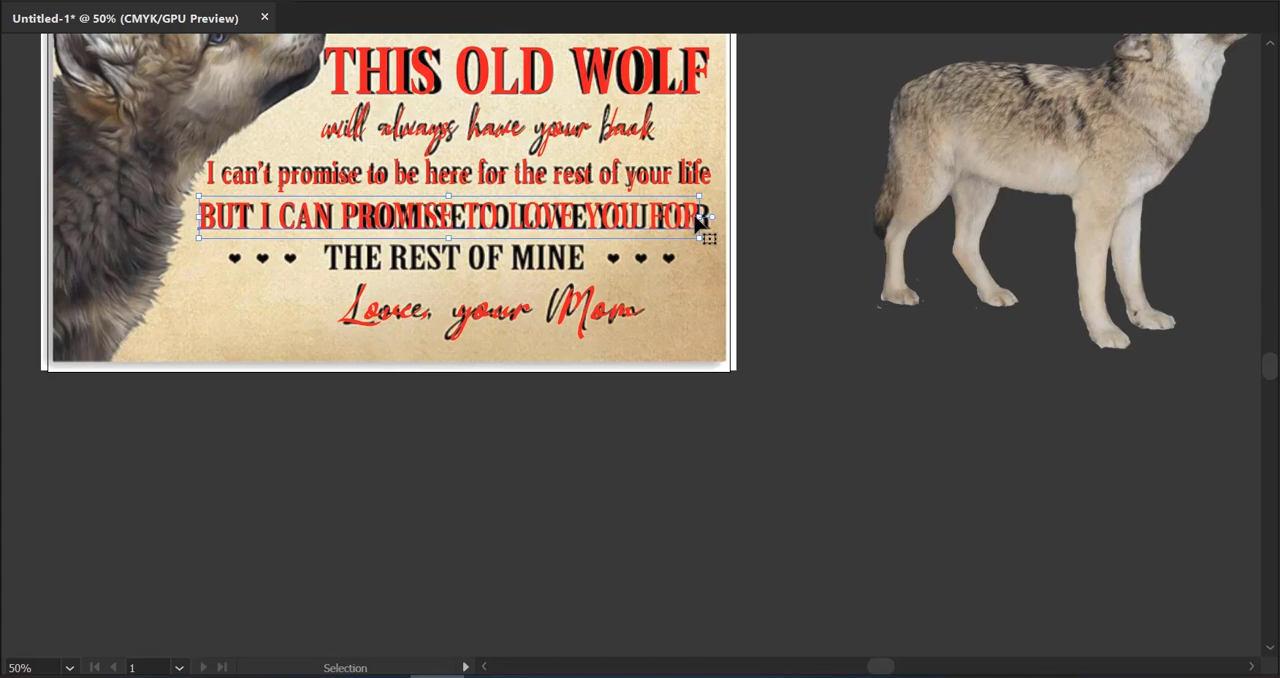 Untitled-1* @ 50% (CMYK/GPU Preview) ×
THIS OLD WOLF
will always have your back
I can't promise to be here for the rest of your life
BUT I CAN PROMISE TO LOVE YOU FOR
THE REST OF MINE
Love, your Mom
50% 1 Selection